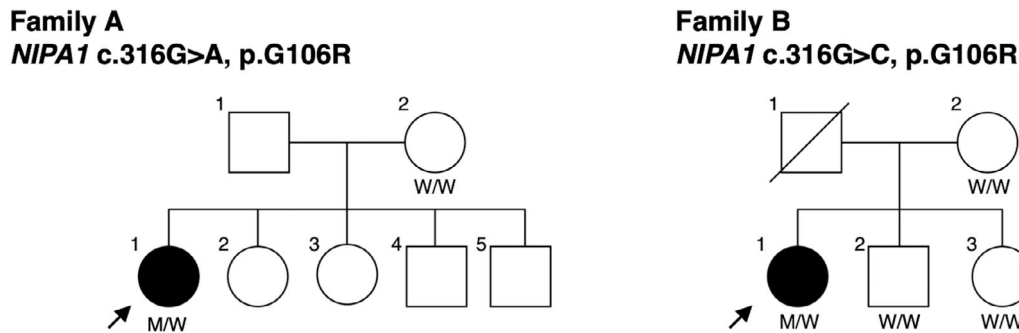 Family A
NIPA1 c.316G>A, p.G106R
1
2
W/W
1
2
3
4
5
M/W
Family B
NIPA1 c.316G>C, p.G106R
1
2
W/W
1
2
3
M/W
W/W
W/W